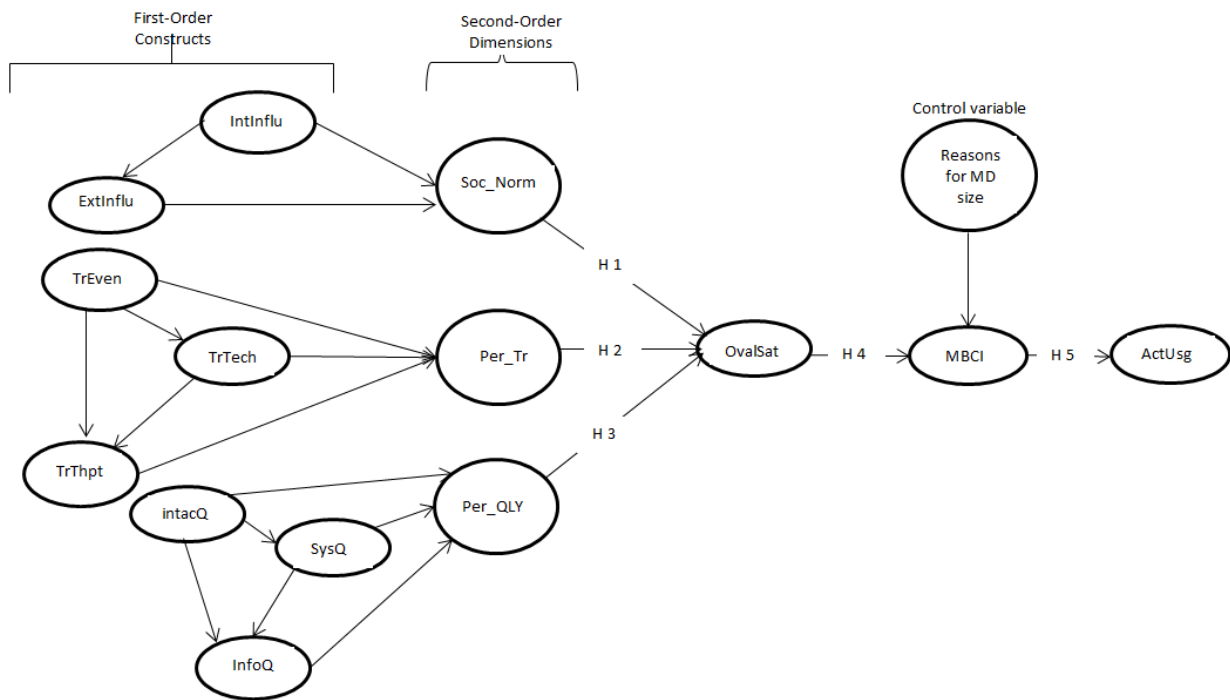 First-Order
Constructs
Second-Order
Dimensions
IntInflu
Control variable
Reasons
for MD
size
Soc_Norm
ExtInflu
H 1
TrEven
TrTech
Per_Tr
H 2
OvalSat
H 4
MBCI
H 5
ActUsg
H 3
TrThpt
intacQ
Per_QLY
SysQ
InfoQ